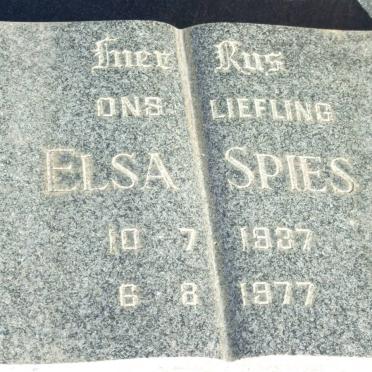 Hier Rus
ONS LIEFLING
ELSA SPIES
10 7 1937
6 8 1977